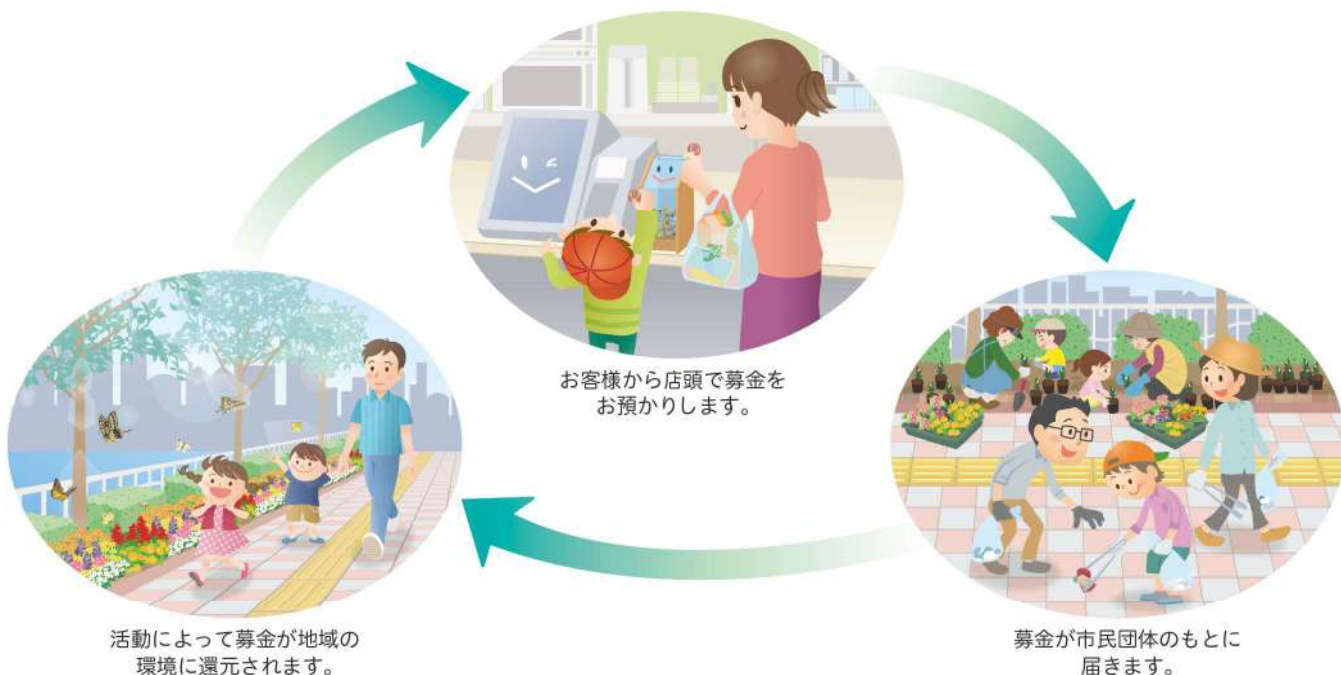 お客様から店頭で募金を
お預かりします。
募金が市民団体のもとに
届きます。
活動によって募金が地域の
環境に還元されます。